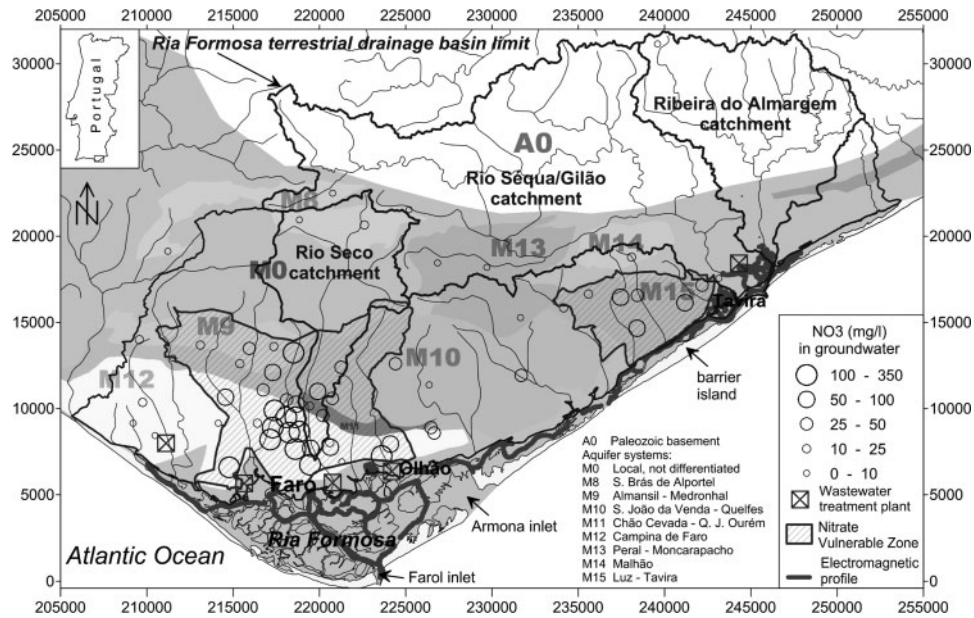 205000 210000 215000 220000 225000 230000 235000 240000 245000 250000 255000
30000
25000
20000
15000
10000
5000
0
30000
25000
20000
15000
10000
5000
0
Portugal
N
Ria Formosa terrestrial drainage basin limit
Ribeira do Almargem
catchment
A0
Rio Séqua/Gilão
catchment
M8
Rio Seco
catchment
M0
M13
M14
M15
Tavira
M9
M10
M12
M11
barrier
island
Faro
Olhão
Ria Formosa
Armona inlet
Farol inlet
Atlantic Ocean
A0 Paleozoic basement
Aquifer systems:
M0 Local, not differentiated
M8 S. Brás de Alportel
M9 Almansil - Medronhal
M10 S. João da Venda - Quelfes
M11 Chão Cevada - Q. J. Ourém
M12 Campina de Faro
M13 Peral - Moncarapacho
M14 Malhão
M15 Luz - Tavira
NO3 (mg/l)
in groundwater
100 - 350
50 - 100
25 - 50
10 - 25
0 - 10
Wastewater
treatment plant
Nitrate
Vulnerable Zone
Electromagnetic
profile
205000 210000 215000 220000 225000 230000 235000 240000 245000 250000 255000